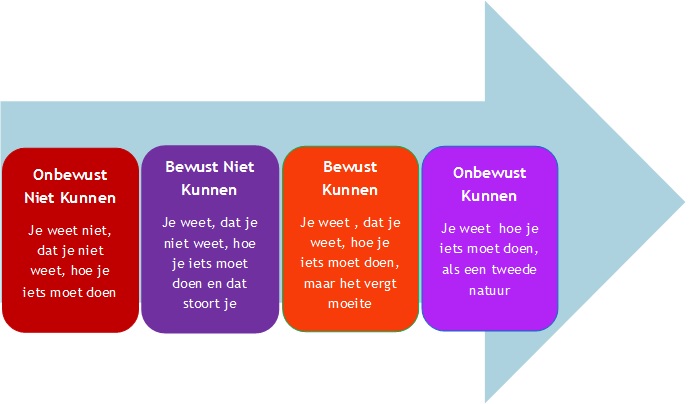 Onbewust
Niet Kunnen
Je weet niet,
dat je niet
weet, hoe je
iets moet doen
Bewust Niet
Kunnen
Je weet, dat je
niet weet, hoe
je iets moet
doen en dat
stoort je
Bewust
Kunnen
Je weet , dat je
weet, hoe je
iets moet doen,
maar het vergt
moeite
Onbewust
Kunnen
Je weet  hoe je
iets moet doen,
als een tweede
natuur